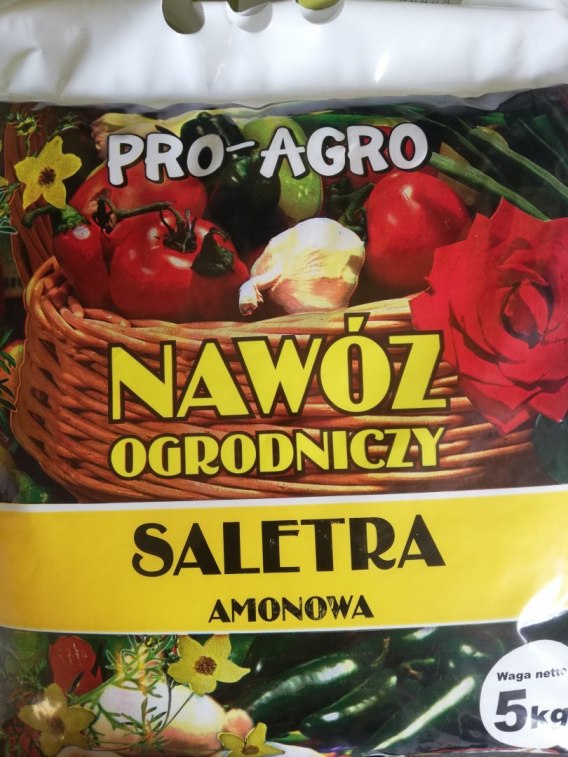 PRO-AGRO
NAWÓZ
OGRODNICZY
SALETRA
AMONOWA
Waga netto
5kg